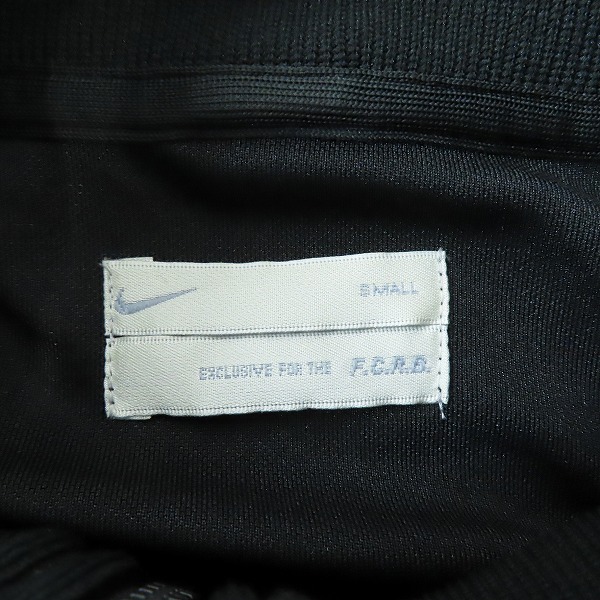 SMALL
EXCLUSIVE FOR THE F.C.R.B.